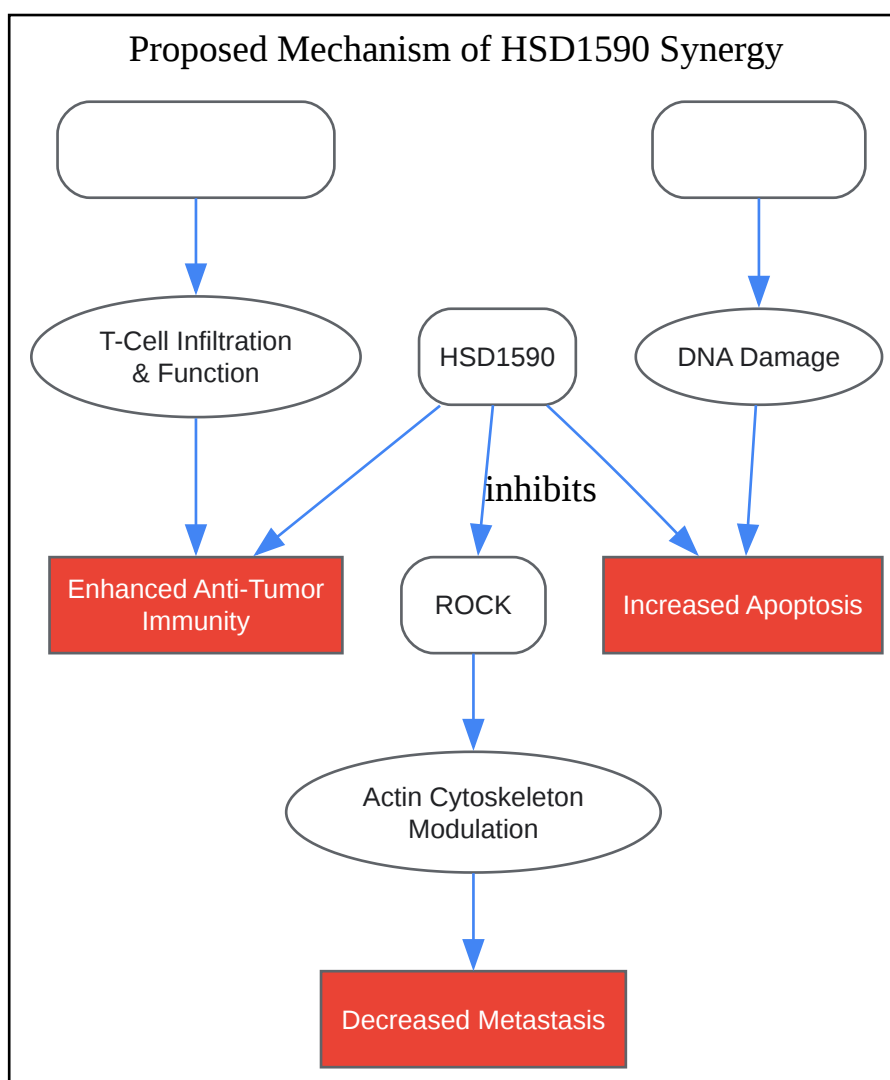 Proposed Mechanism of HSD1590 Synergy
T-Cell Infiltration
& Function
HSD1590
DNA Damage
inhibits
Enhanced Anti-Tumor
Immunity
ROCK
Increased Apoptosis
Actin Cytoskeleton
Modulation
Decreased Metastasis